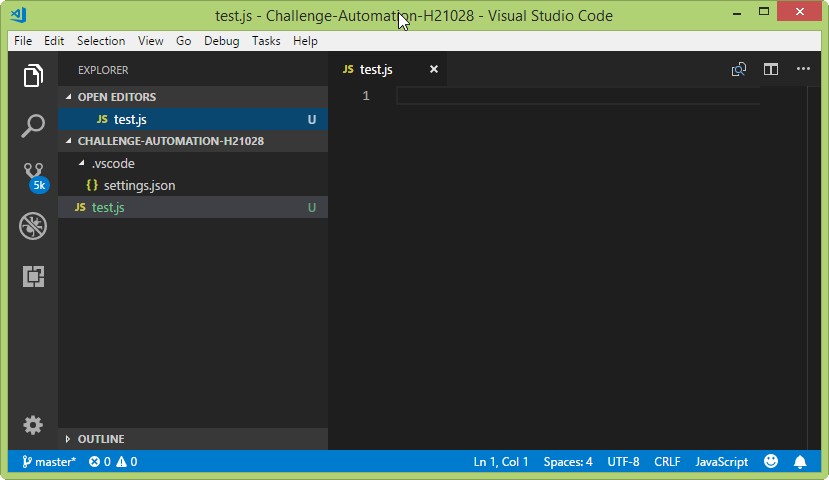 test.js - Challenge-Automation-H21028 - Visual Studio Code
File Edit Selection View Go Debug Tasks Help
EXPLORER
OPEN EDITORS
JS test.js U
CHALLENGE-AUTOMATION-H21028
.vscode
{} settings.json
JS test.js U
5k
OUTLINE
JS test.js
1
master* 0 0 Ln 1, Col 1 Spaces: 4 UTF-8 CRLF JavaScript